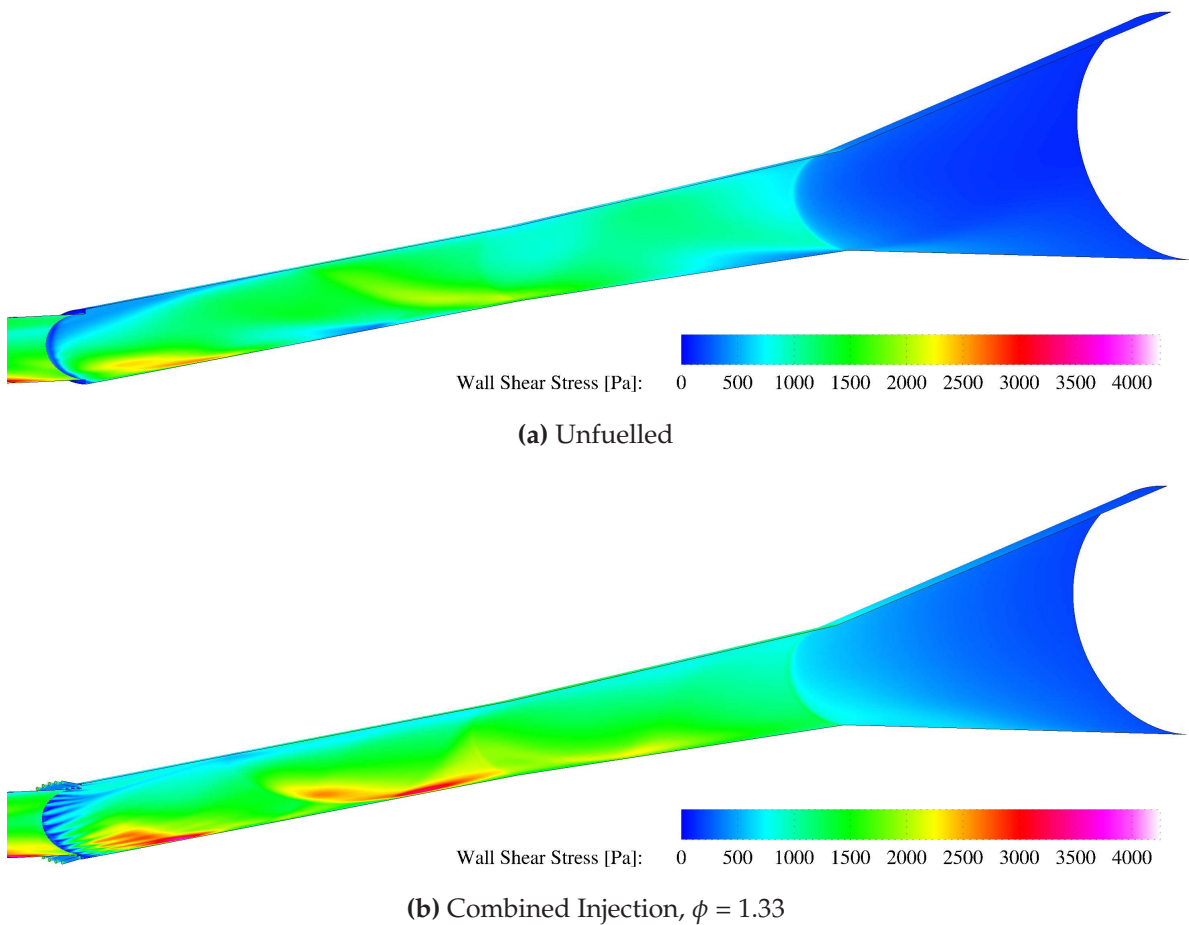 Wall Shear Stress [Pa]: 0 500 1000 1500 2000 2500 3000 3500 4000
(a) Unfuelled
Wall Shear Stress [Pa]: 0 500 1000 1500 2000 2500 3000 3500 4000
(b) Combined Injection, ϕ = 1.33